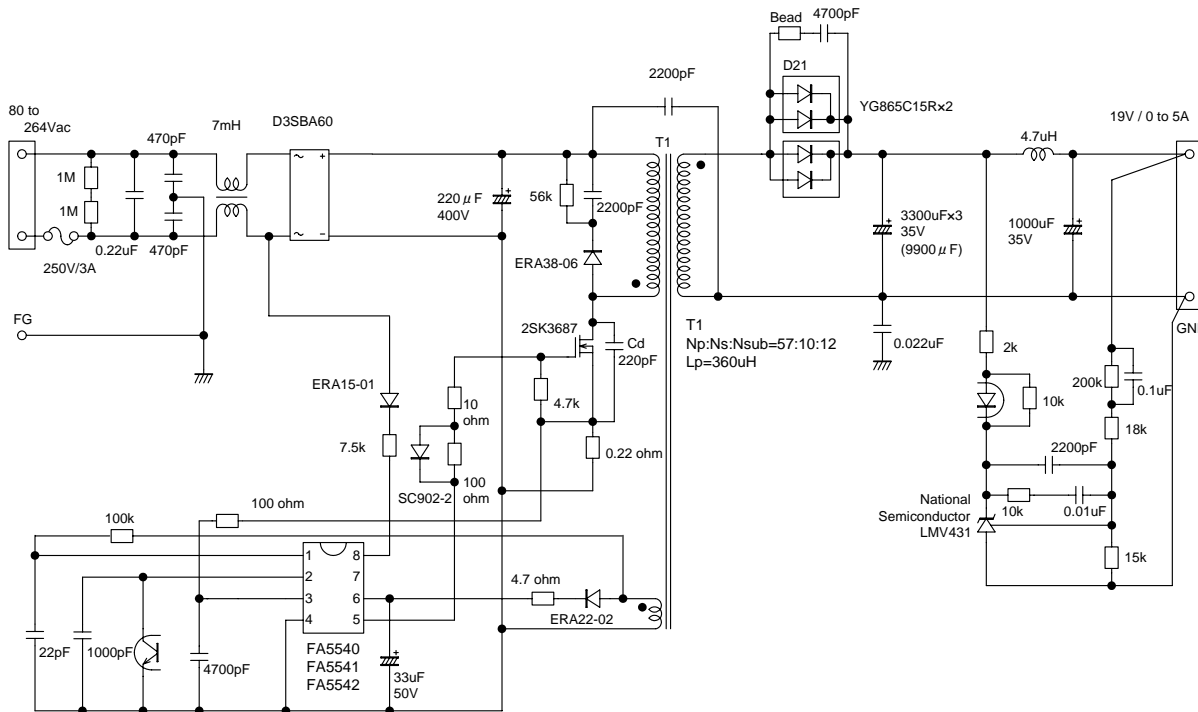 80 to
264Vac
470pF
7mH
D3SBA60
1M
1M
0.22uF
470pF
250V/3A
FG
220μF
400V
56k
2200pF
ERA38-06
2200pF
T1
Bead
4700pF
D21
YG865C15R×2
4.7uH
19V / 0 to 5A
3300uF×3
35V
(9900μF)
1000uF
35V
GND
2SK3687
Cd
220pF
T1
Np:Ns:Nsub=57:10:12
Lp=360uH
0.022uF
2k
10k
200k
0.1uF
18k
2200pF
10k
0.01uF
National
Semiconductor
LMV431
15k
ERA15-01
7.5k
10
ohm
4.7k
0.22 ohm
SC902-2
100
ohm
100 ohm
100k
1
2
3
4
8
7
6
5
FA5540
FA5541
FA5542
4.7 ohm
ERA22-02
22pF
1000pF
4700pF
33uF
50V